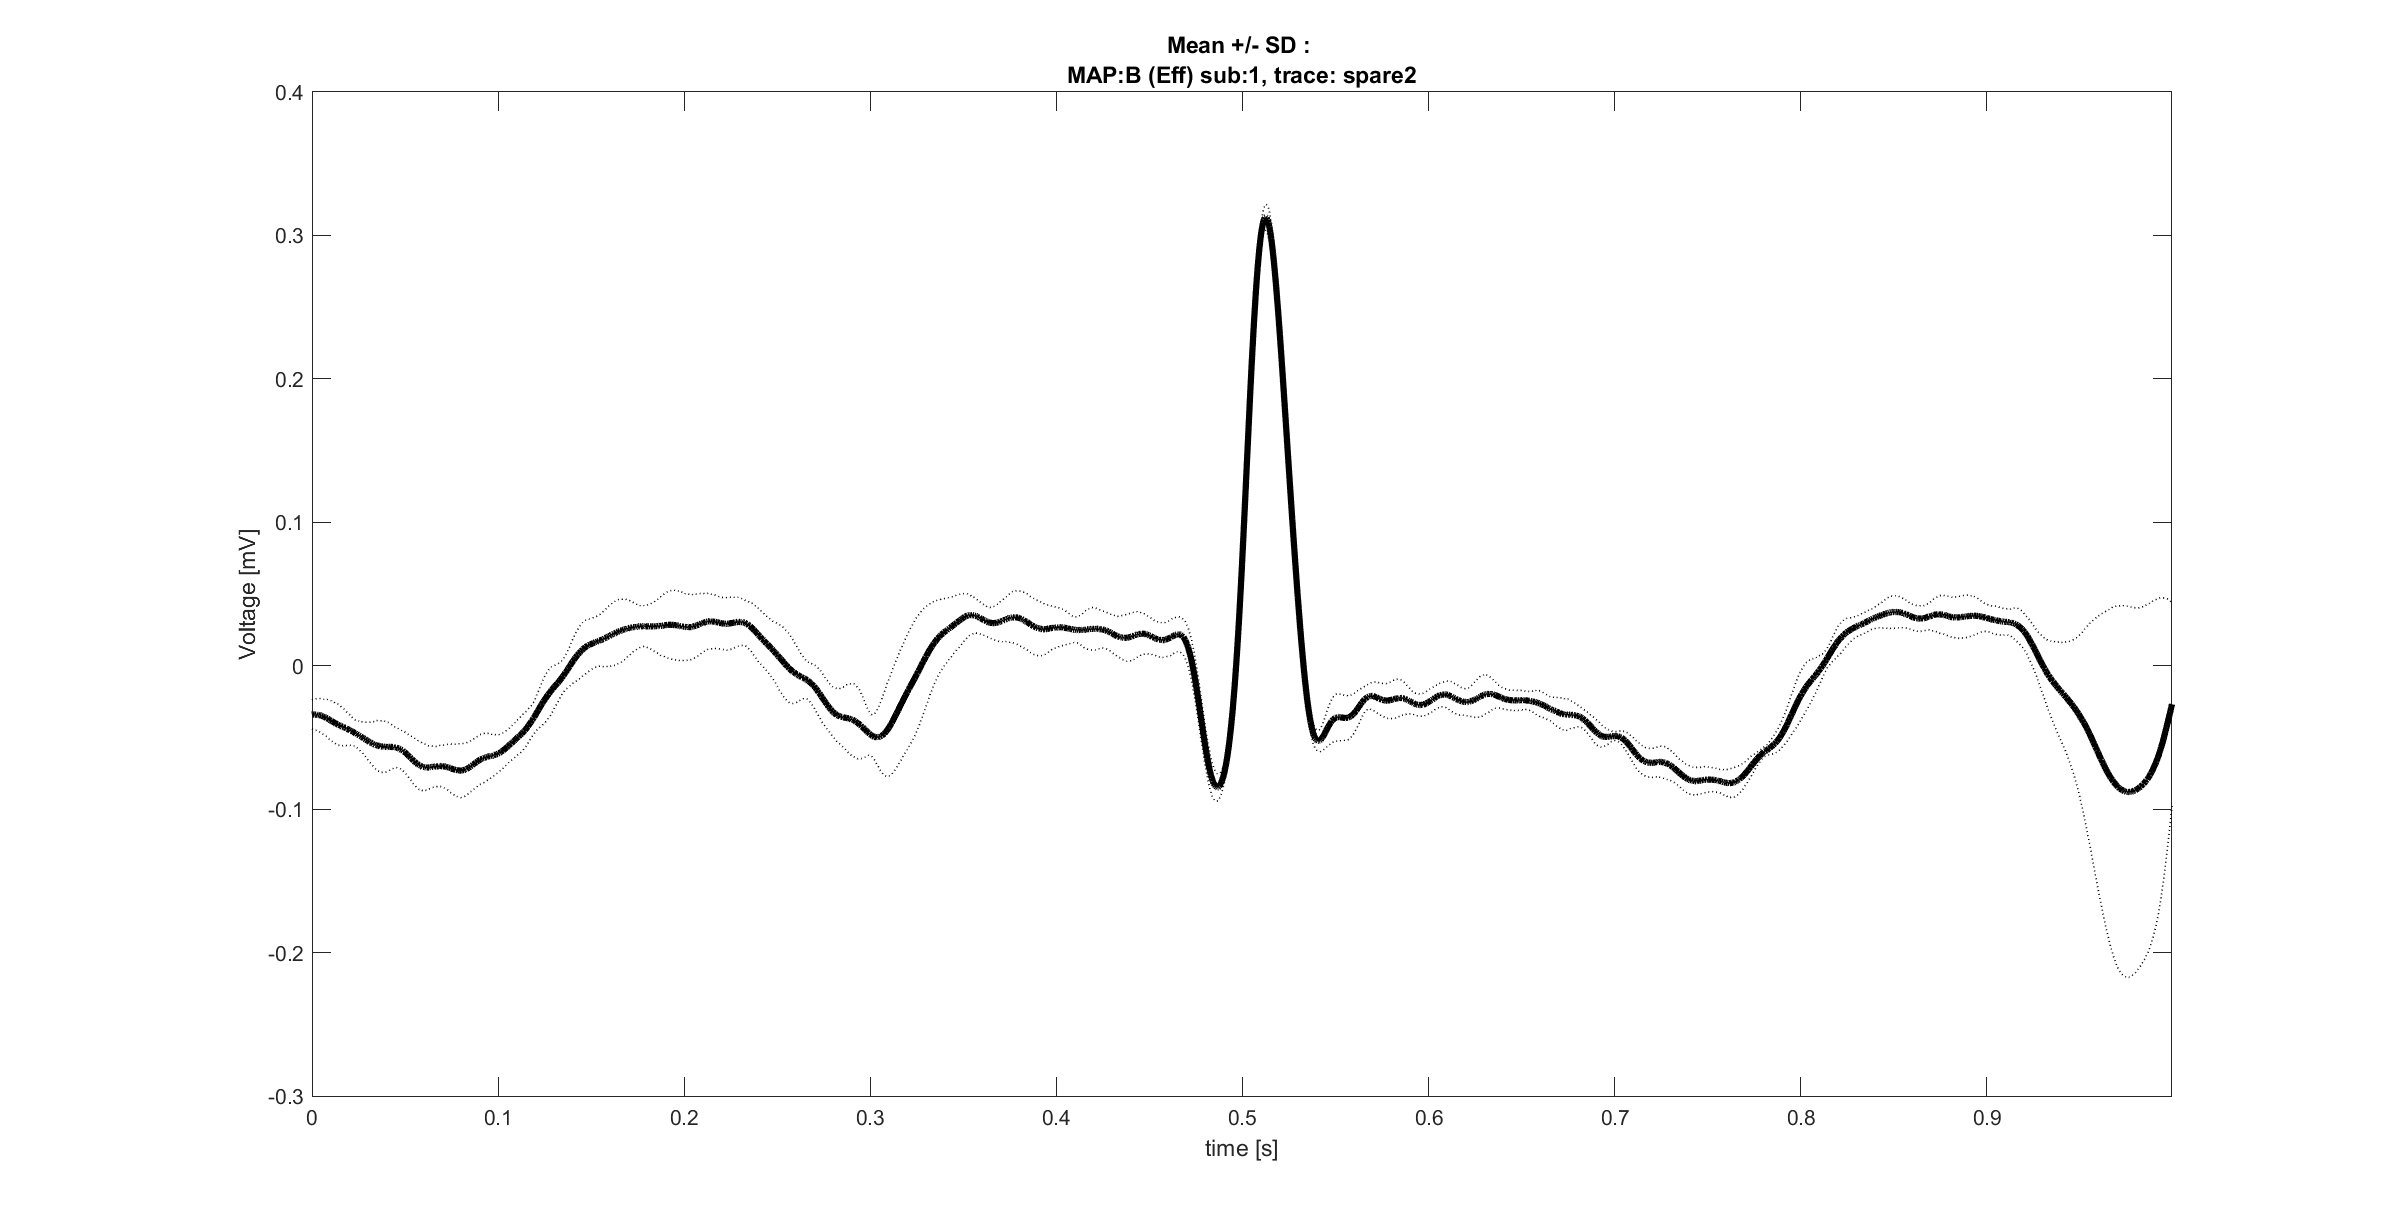 Mean +/- SD :
MAP:B (Eff) sub:1, trace: spare2
0.4
0.3
0.2
0.1
0
-0.1
-0.2
-0.3
Voltage [mV]
0 0.1 0.2 0.3 0.4 0.5 0.6 0.7 0.8 0.9
time [s]